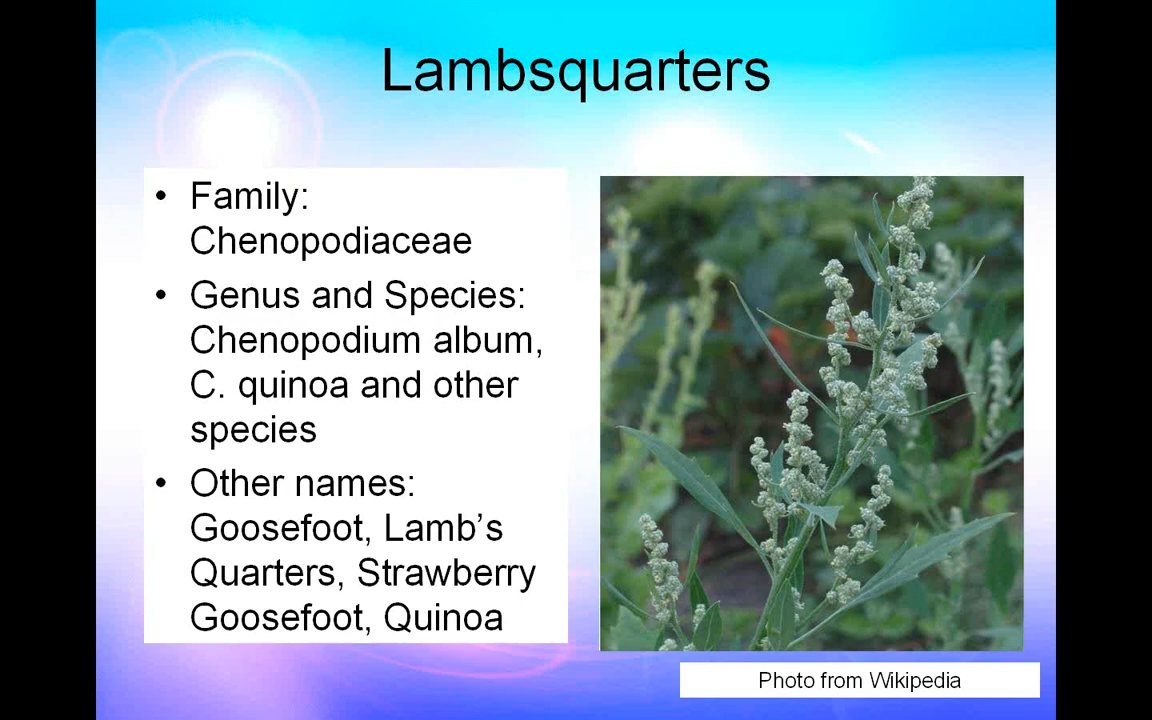 Lambsquarters
• Family:
Chenopodiaceae
• Genus and Species:
Chenopodium album,
C. quinoa and other
species
• Other names:
Goosefoot, Lamb’s
Quarters, Strawberry
Goosefoot, Quinoa
Photo from Wikipedia